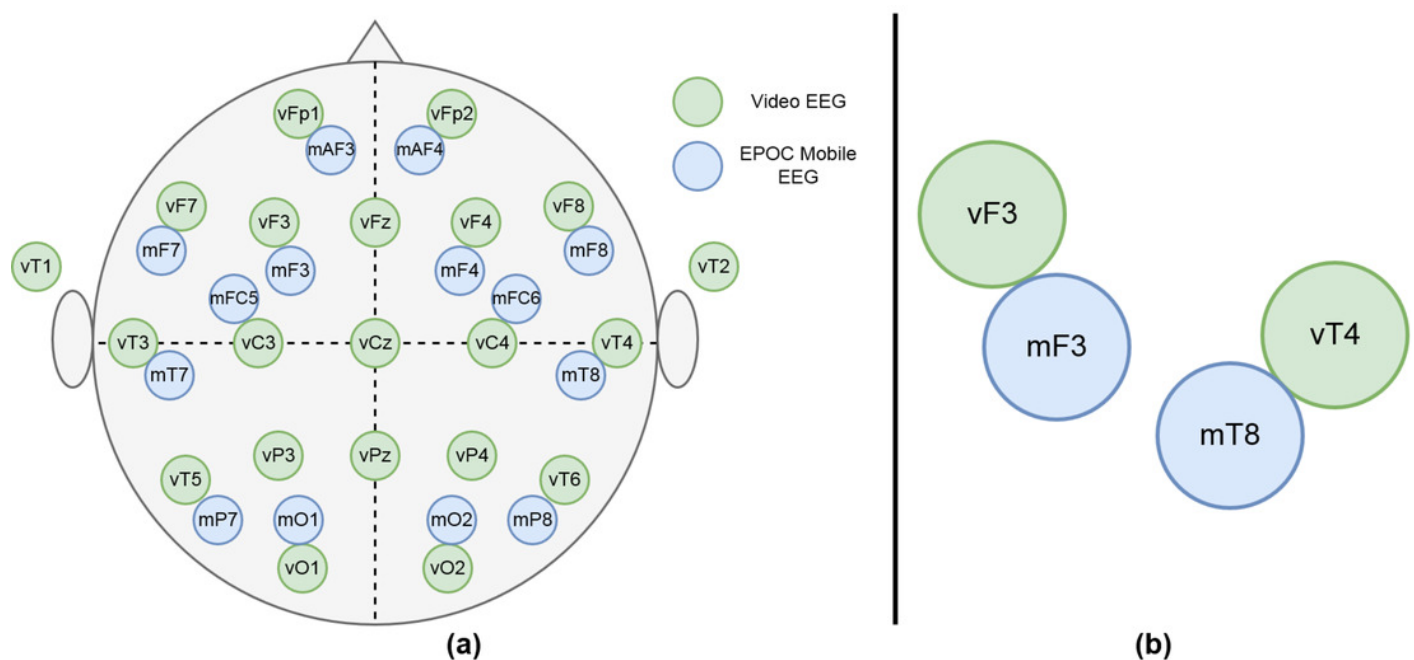 vFp1
vFp2
mAF3
mAF4
vF7
vF3
vFz
vF4
vF8
mF7
mF3
mF4
mF8
vT1
vT2
mFC5
mFC6
vT3
vC3
vCz
vC4
vT4
mT7
mT8
vP3
vPz
vP4
vT5
vT6
mP7
mO1
mO2
mP8
vO1
vO2
(a)
Video EEG
EPOC Mobile
EEG
vF3
mF3
vT4
mT8
(b)